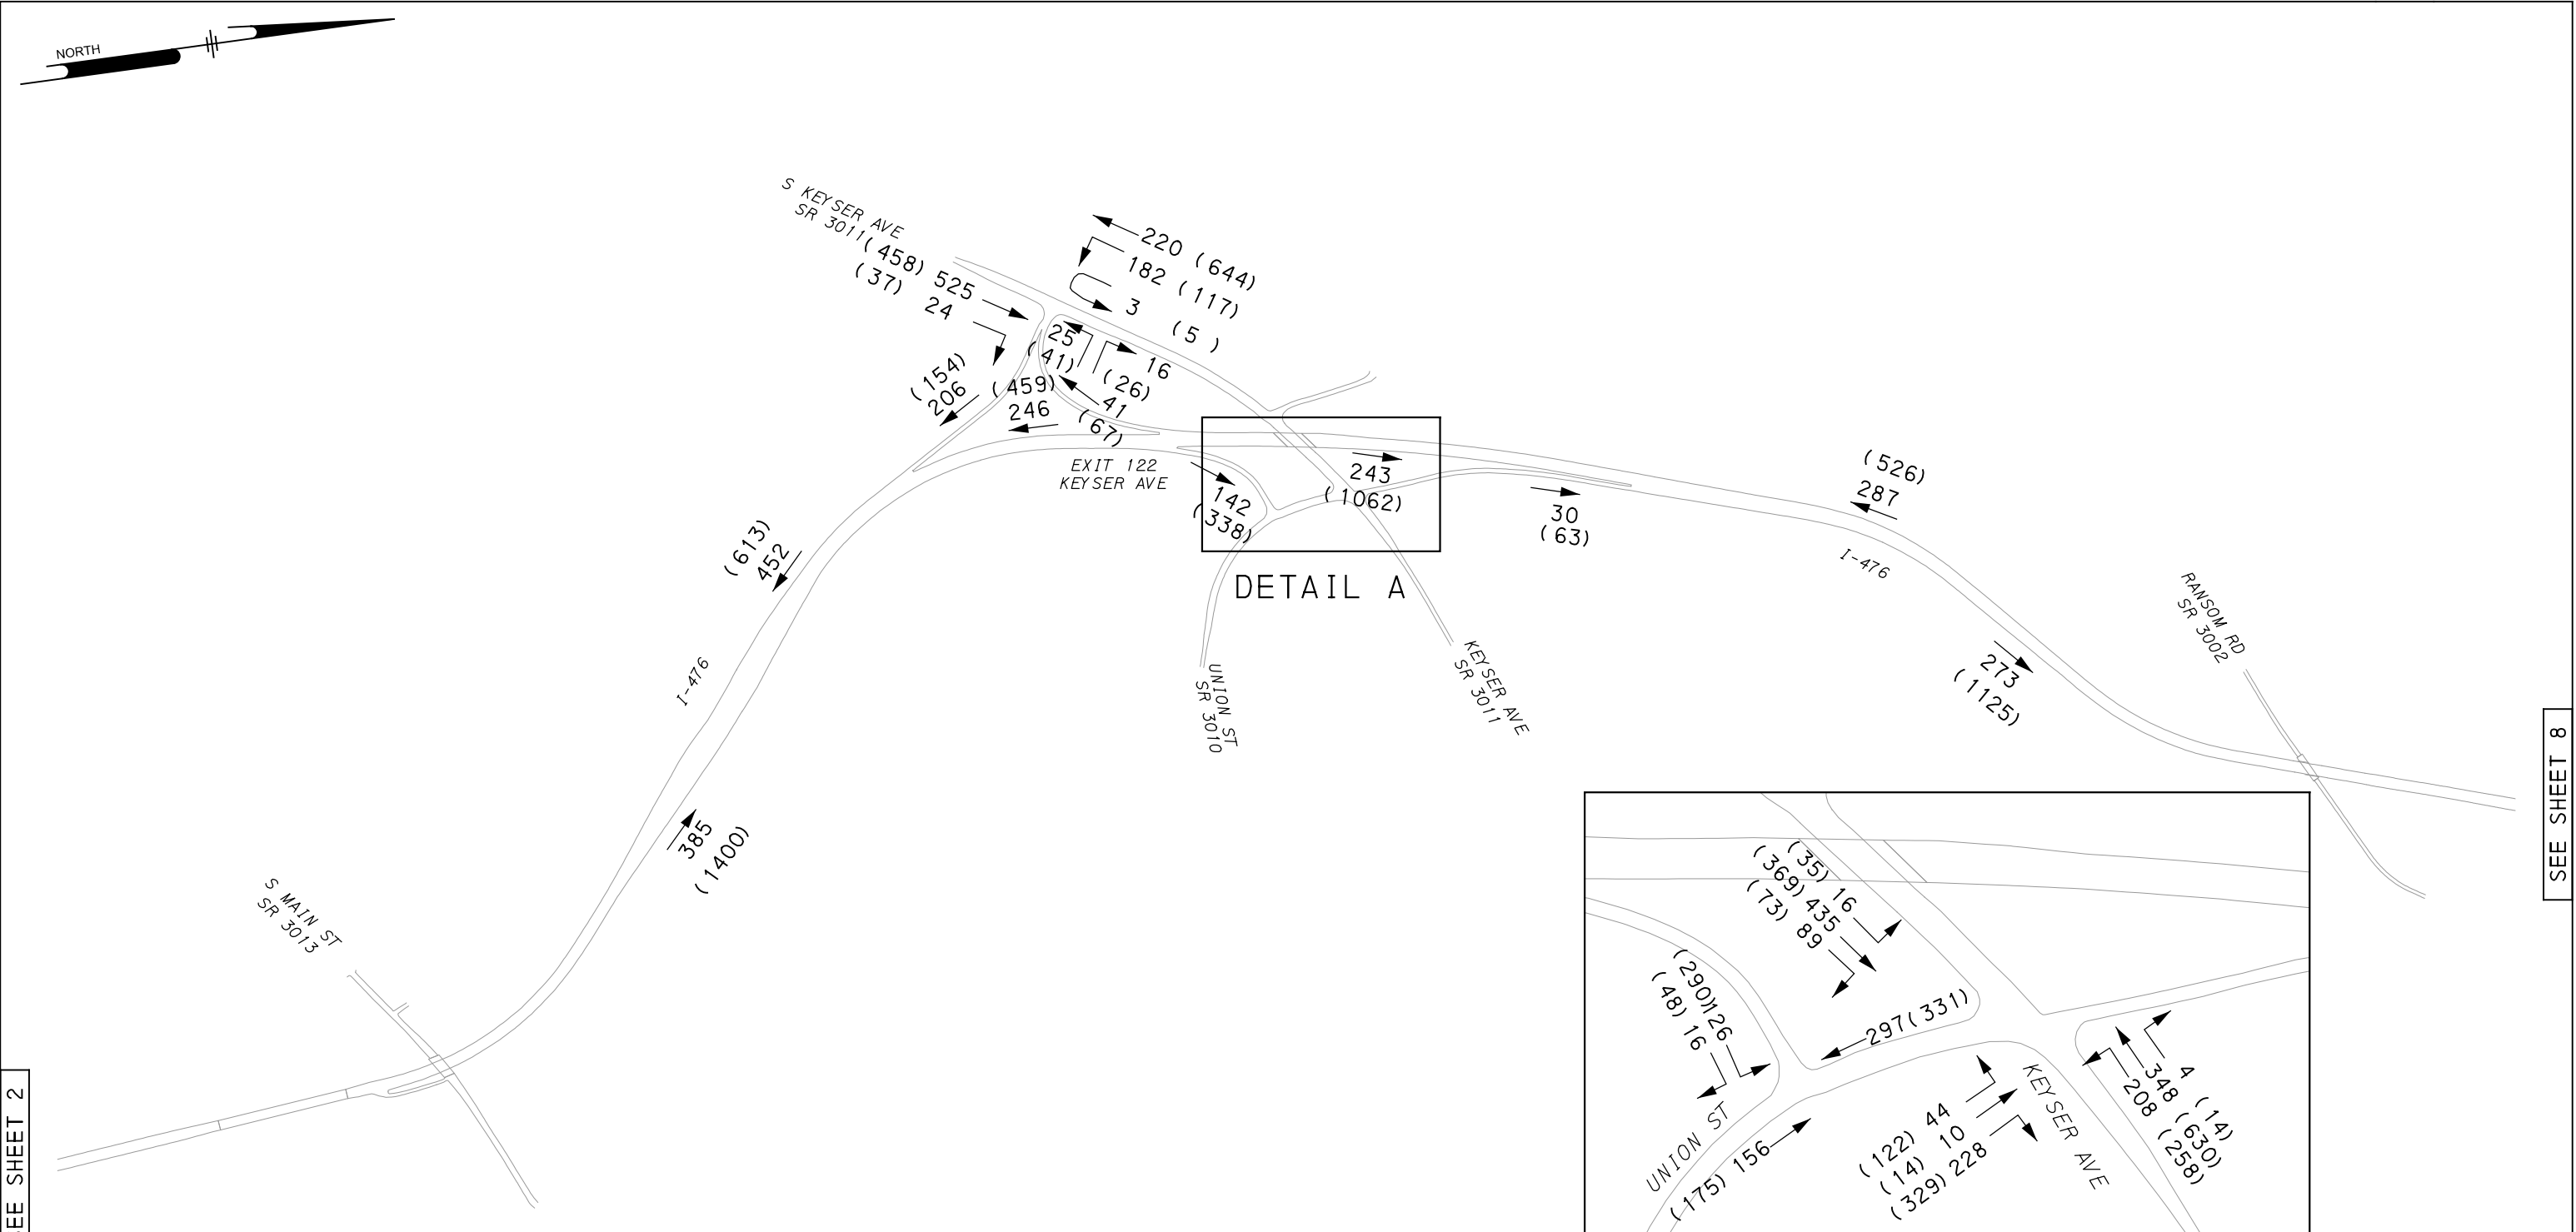 NORTH
S KEYSER AVE
SR 3011
(458) 525
(37) 24
220 (644)
182 (117)
3 (5 )
25
(41)
16
(26)
41
(67)
(154)
206
(459)
246
EXIT 122
KEYSER AVE
142
(338)
243
(1062)
30
(63)
(526)
287
I-476
DETAIL A
(613)
452
I-476
UNION ST
SR 3010
KEYSER AVE
SR 3011
273
(1125)
RANSOM RD
SR 3002
SEE SHEET 8
385
(1400)
S MAIN ST
SR 3013
(35) 16
(369) 435
(73) 89
(290)126
(48) 16
297(331)
4 (14)
348 (630)
208 (258)
KEYSER AVE
UNION ST
(175) 156
(122) 44
(14) 10
(329) 228
EE SHEET 2